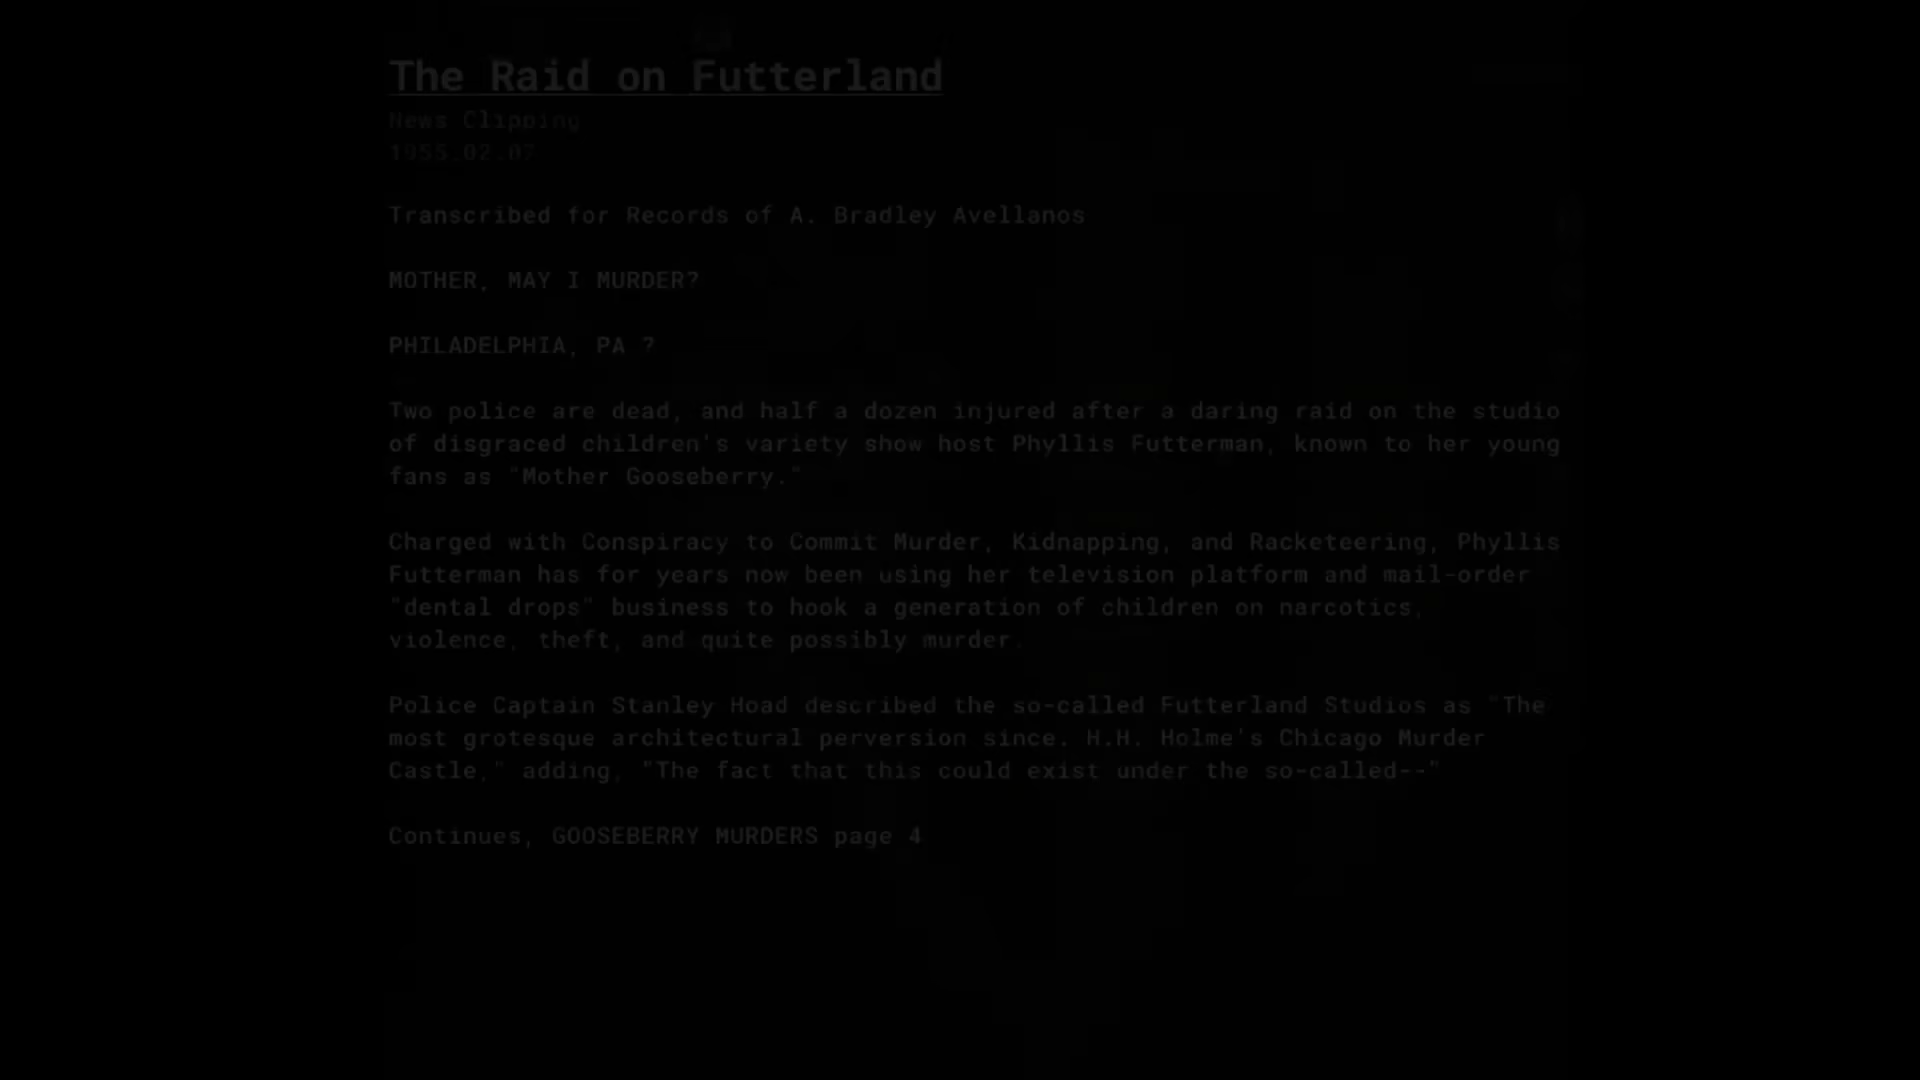 The Raid on Futterland
News Clipping
1955.02.07
Transcribed for Records of A. Bradley Avellanos
MOTHER, MAY I MURDER?
PHILADELPHIA, PA ?
Two police are dead, and half a dozen injured after a daring raid on the studio
of disgraced children's variety show host Phyllis Futterman, known to her young
fans as "Mother Gooseberry."
Charged with Conspiracy to Commit Murder, Kidnapping, and Racketeering, Phyllis
Futterman has for years now been using her television platform and mail-order
"dental drops" business to hook a generation of children on narcotics,
violence, theft, and quite possibly murder.
Police Captain Stanley Hoad described the so-called Futterland Studios as "The
most grotesque architectural perversion since. H.H. Holme's Chicago Murder
Castle," adding, "The fact that this could exist under the so-called--"
Continues, GOOSEBERRY MURDERS page 4